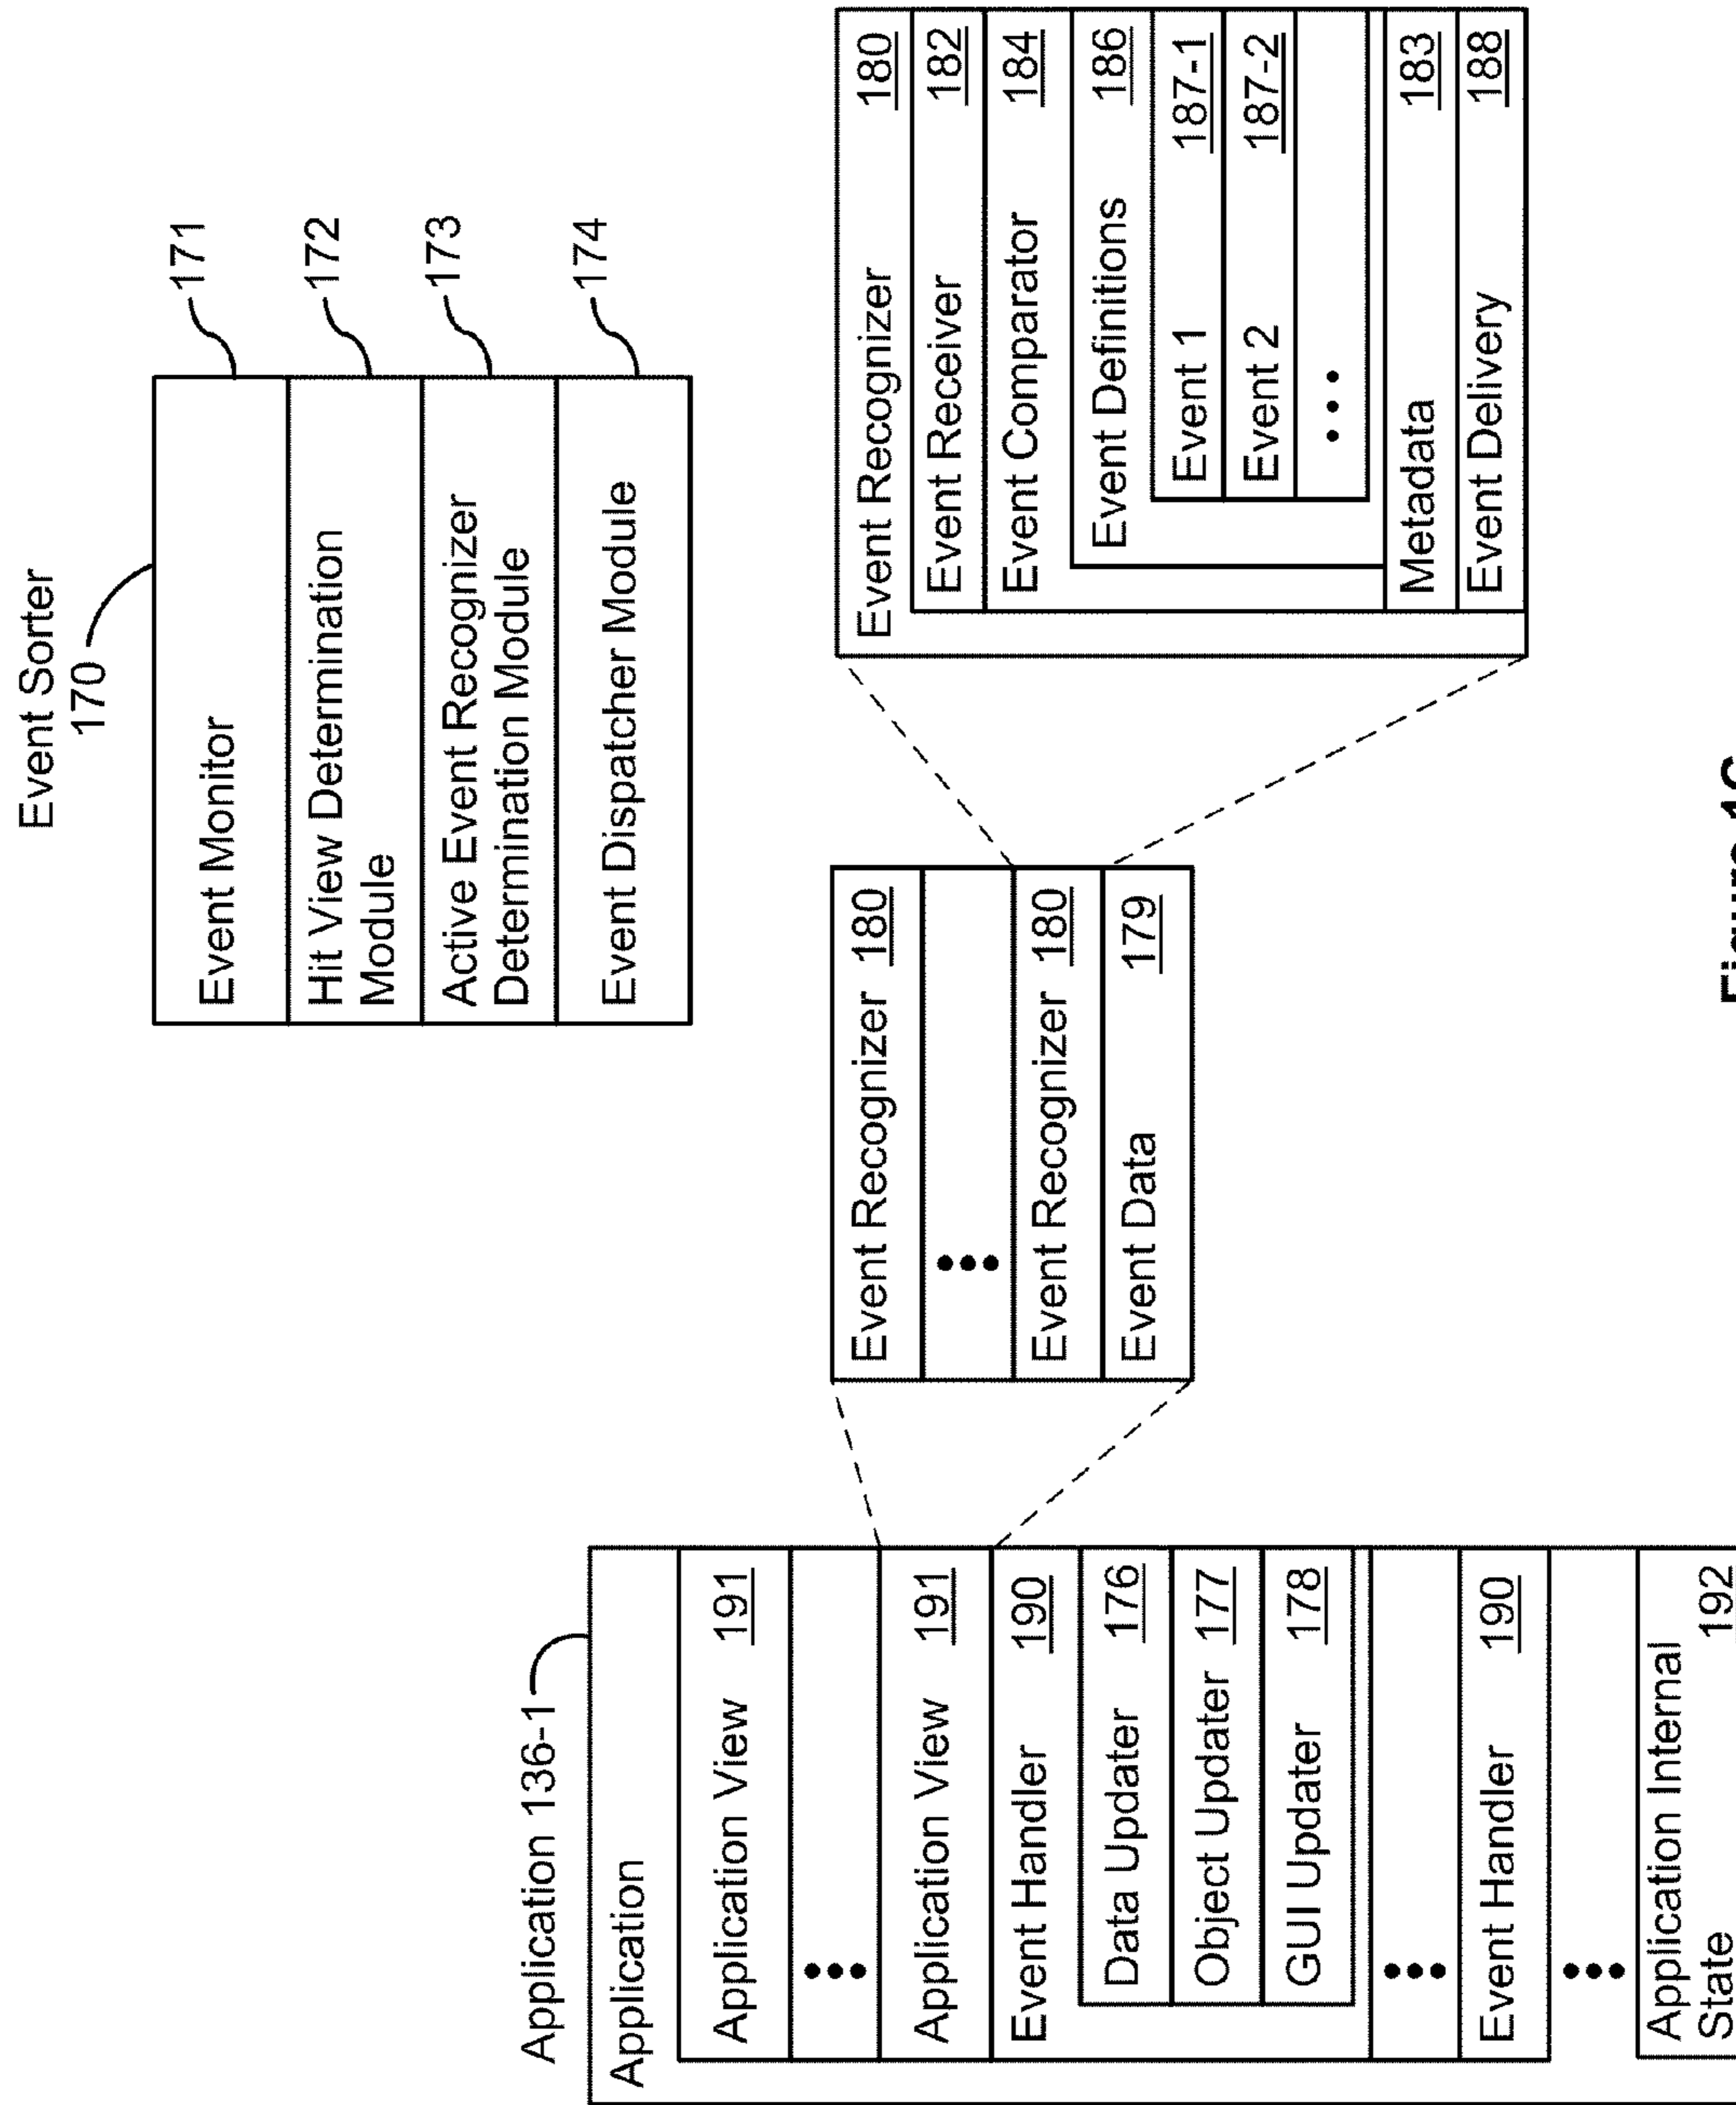 Event Sorter
170
Event Monitor
171
Hit View Determination
Module
172
Active Event Recognizer
Determination Module
173
Event Dispatcher Module
174
Application 136-1
Application
Application View 191
•••
Application View 191
Event Handler 190
Data Updater 176
Object Updater 177
GUI Updater 178
•••
Event Handler 190
•••
Application Internal
State 192
Event Recognizer 180
•••
Event Recognizer 180
Event Data 179
Event Recognizer 180
Event Receiver 182
Event Comparator 184
Event Definitions 186
Event 1 187-1
Event 2 187-2
•••
Metadata 183
Event Delivery 188